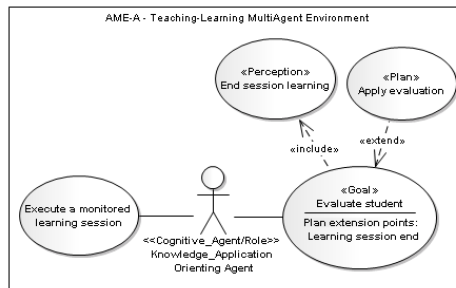 AME-A - Teaching-Learning MultiAgent Environment
«Perception»
End session learning
«Plan»
Apply evaluation
«include»
«extend»
Execute a monitored
learning session
<<Cognitive_Agent/Role>>
Knowledge_Application
Orienting Agent
«Goal»
Evaluate student
Plan extension points:
Learning session end